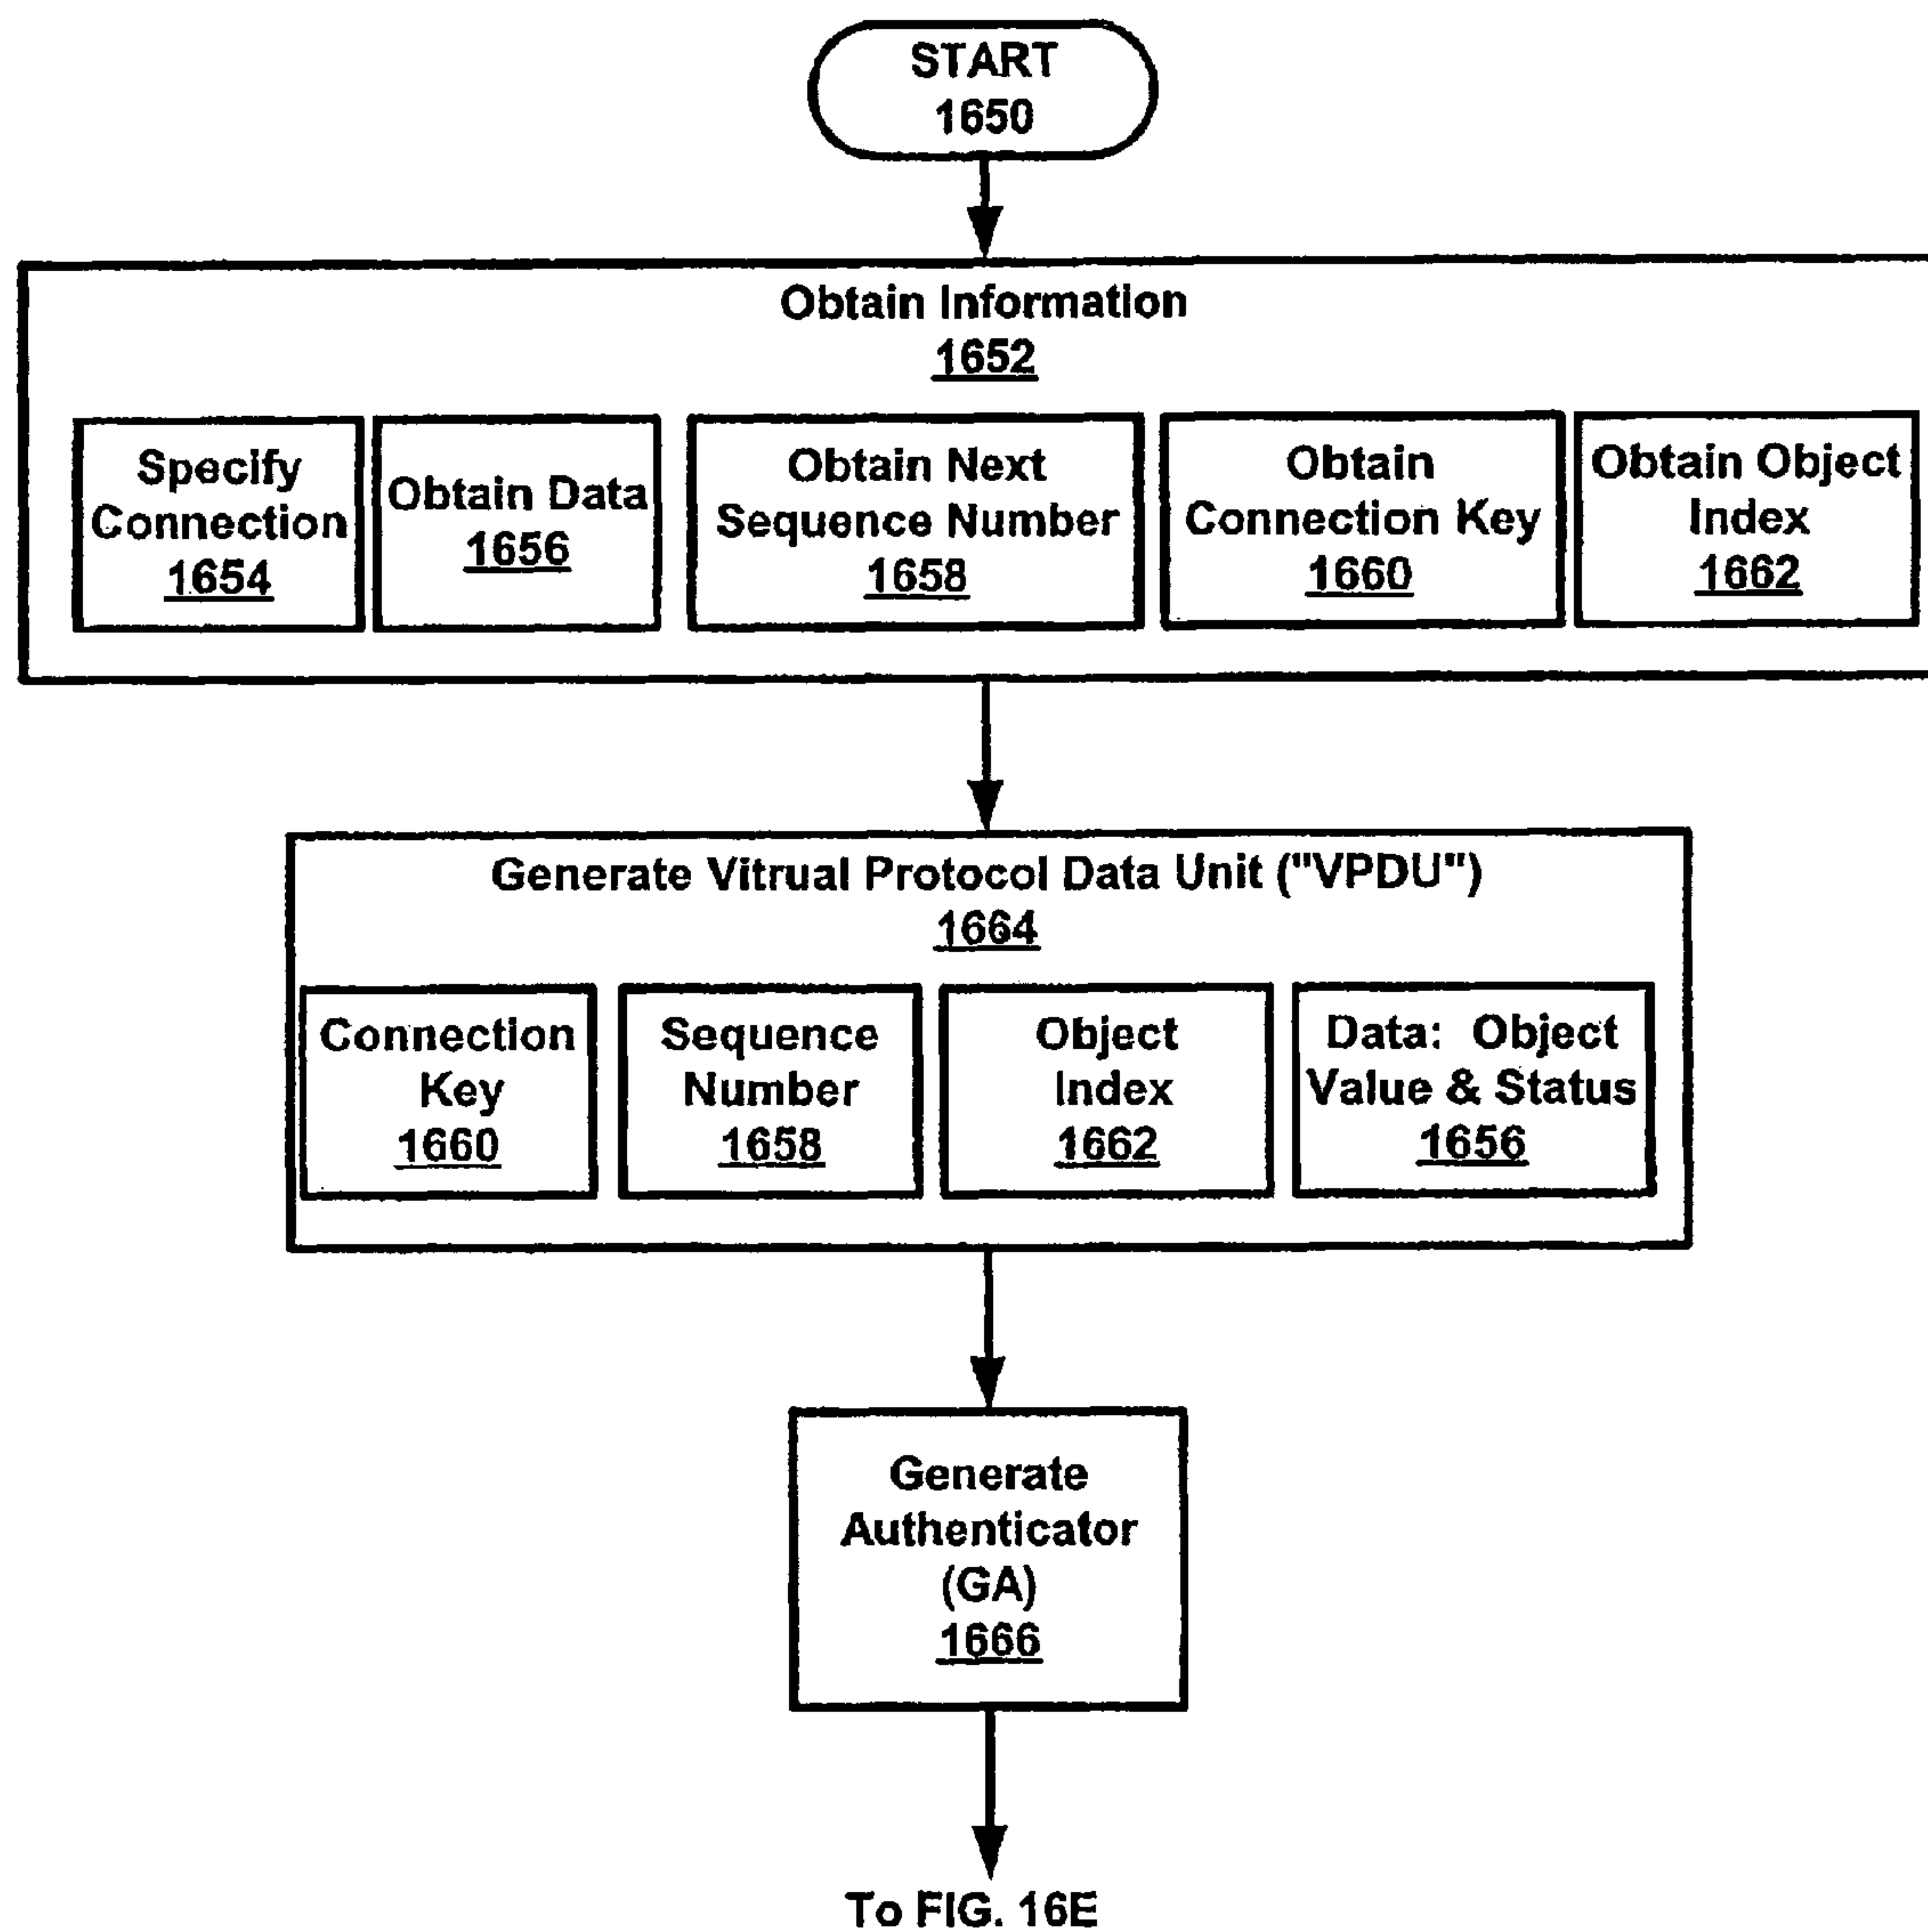 START
1650
Obtain Information
1652
Specify
Connection
1654
Obtain Data
1656
Obtain Next
Sequence Number
1658
Obtain
Connection Key
1660
Obtain Object
Index
1662
Generate Vitrual Protocol Data Unit ("VPDU")
1664
Connection
Key
1660
Sequence
Number
1658
Object
Index
1662
Data: Object
Value & Status
1656
Generate
Authenticator
(GA)
1666
To FIG. 16E